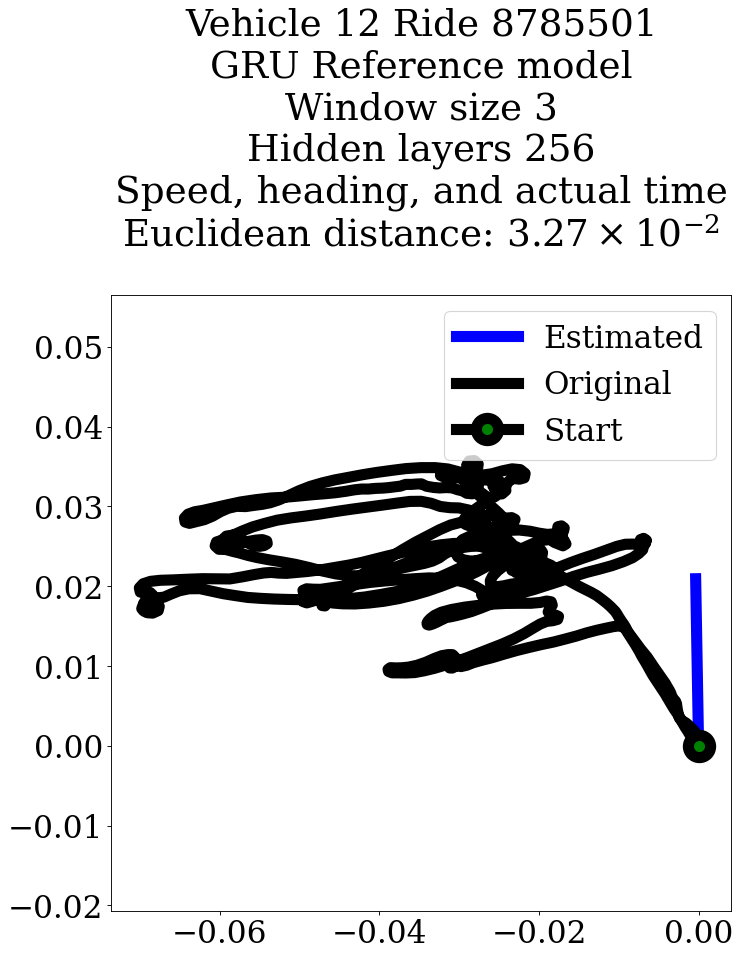 Vehicle 12 Ride 8785501
GRU Reference model
Window size 3
Hidden layers 256
Speed, heading, and actual time
Euclidean distance: 3.27 × 10⁻²
Estimated
Original
Start
0.05
0.04
0.03
0.02
0.01
0.00
−0.01
−0.02
−0.06 −0.04 −0.02 0.00